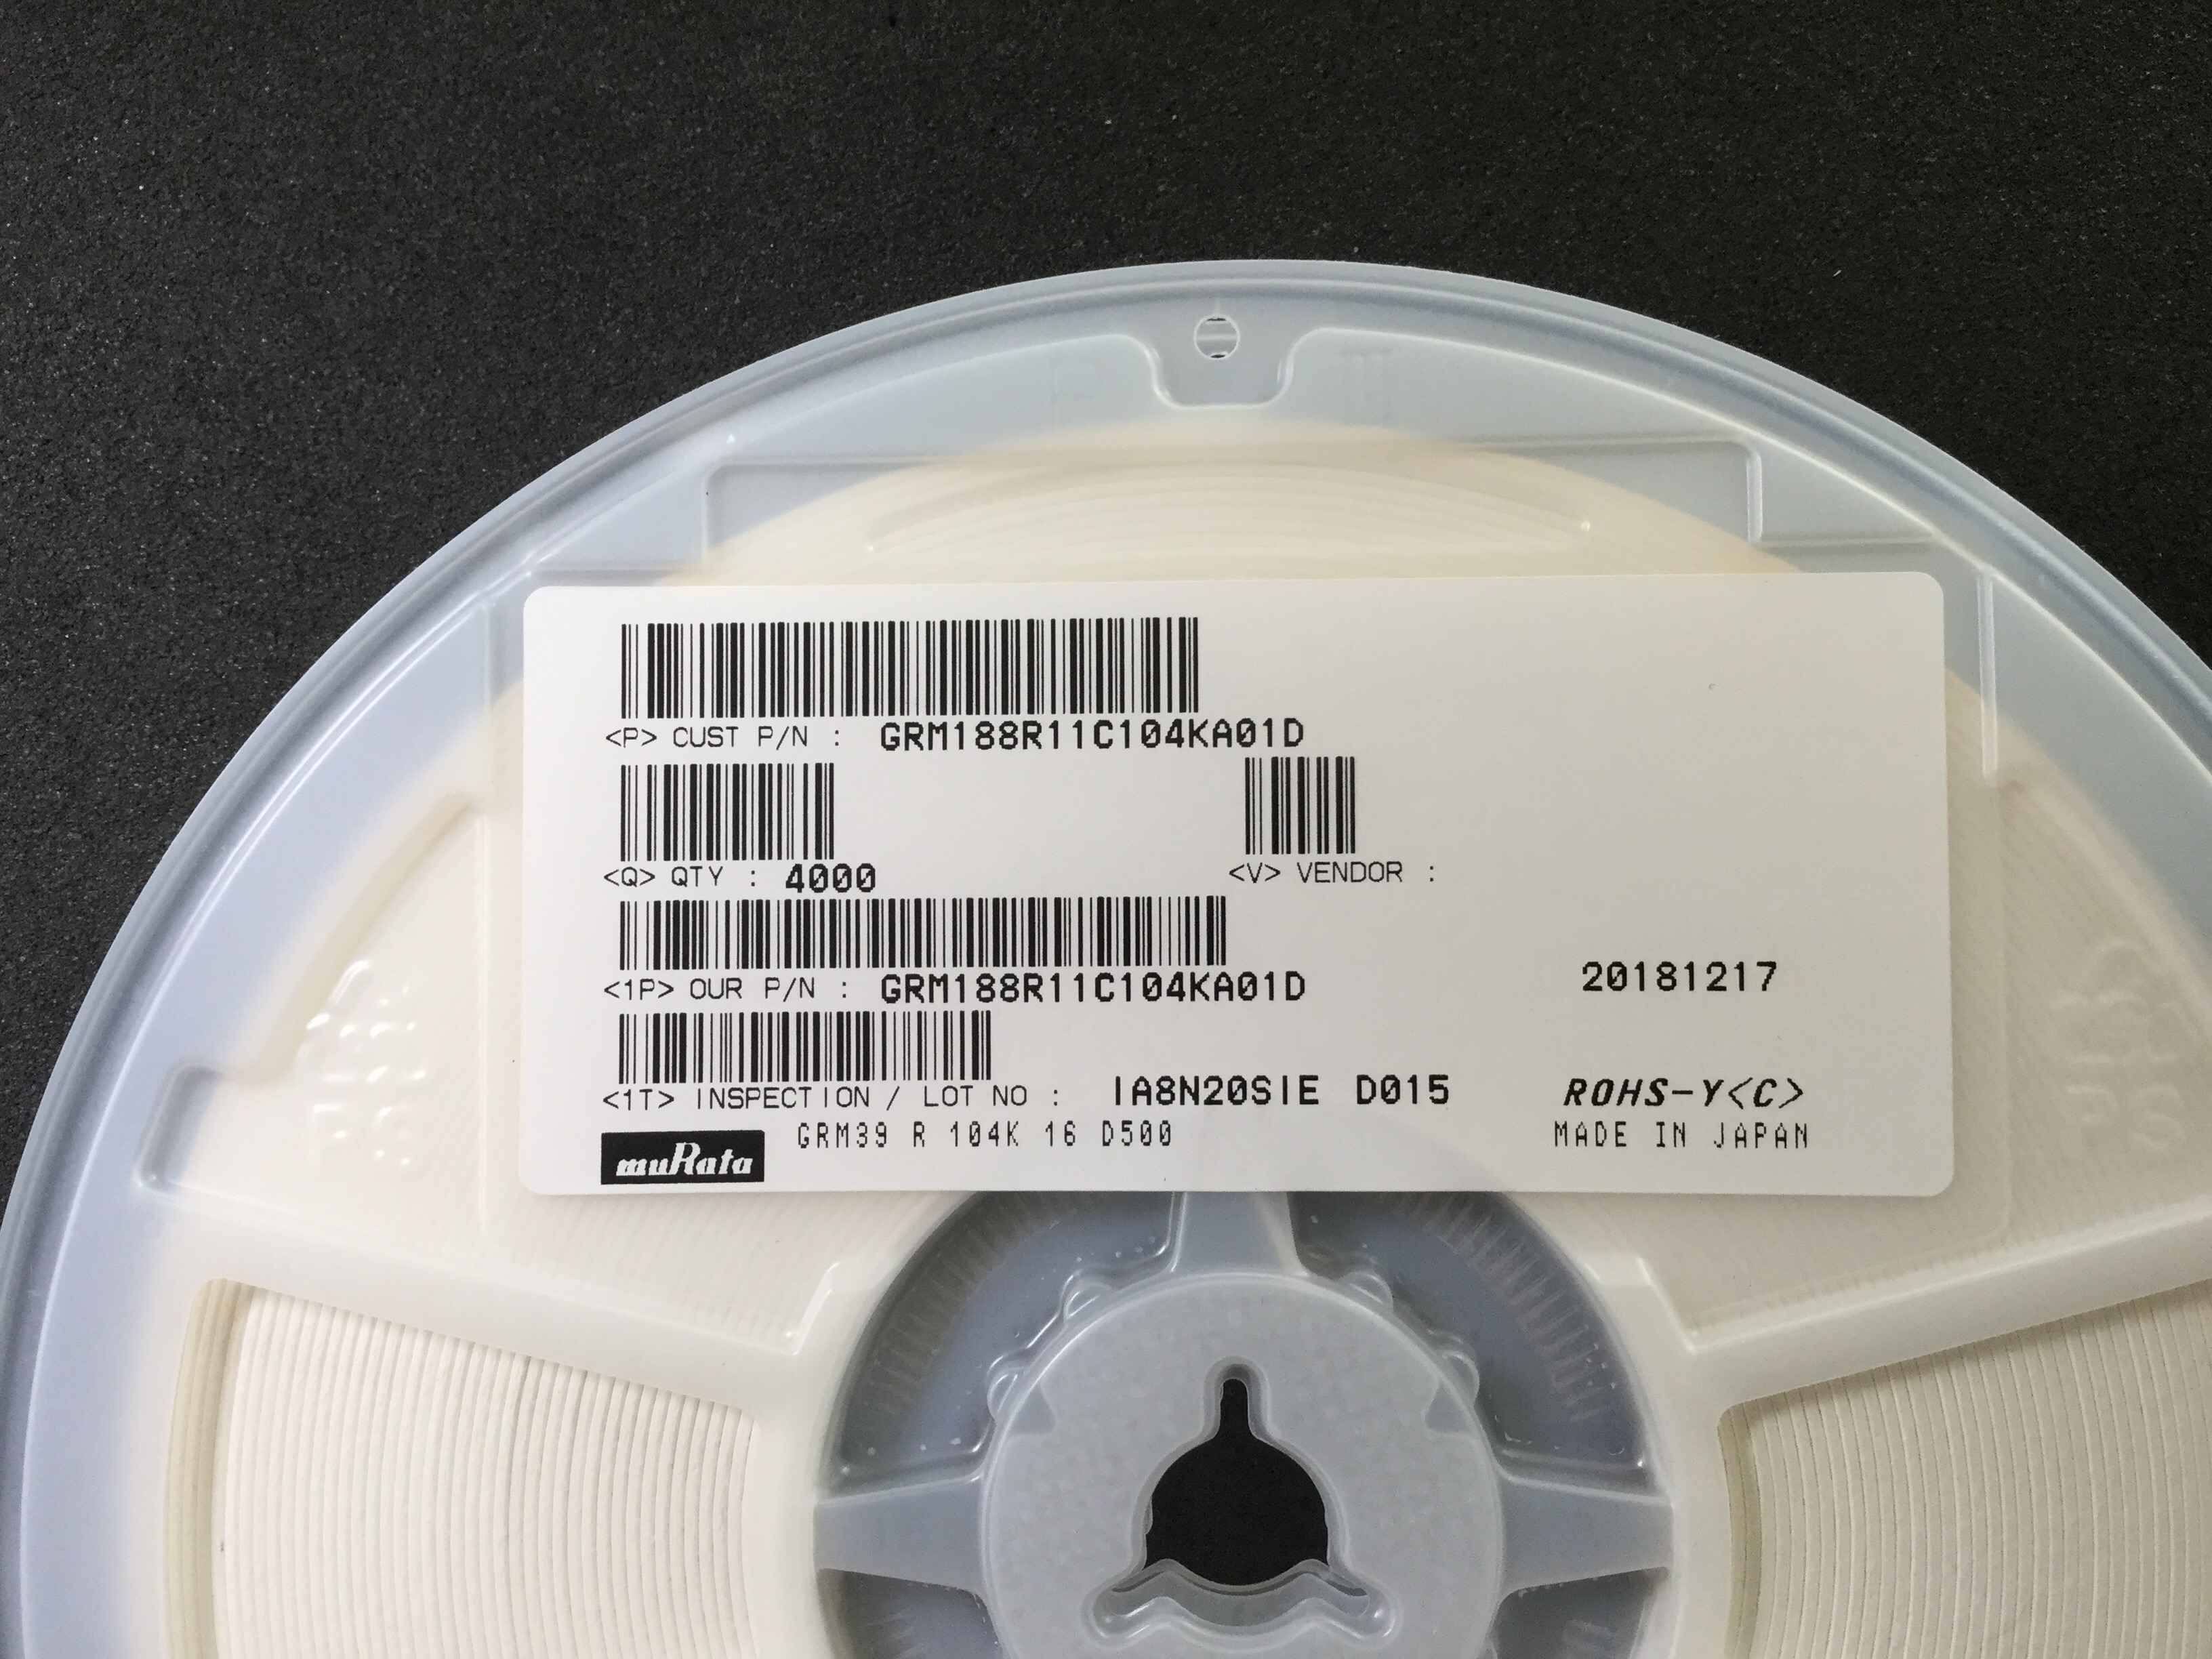 <P> CUST P/N : GRM188R11C104KA01D
<Q> QTY : 4000
<V> VENDOR :
<1P> OUR P/N : GRM188R11C104KA01D
20181217
<1T> INSPECTION / LOT NO : IA8N20SIE D015
ROHS-Y<C>
muRata
GRM39 R 104K 16 D500
MADE IN JAPAN